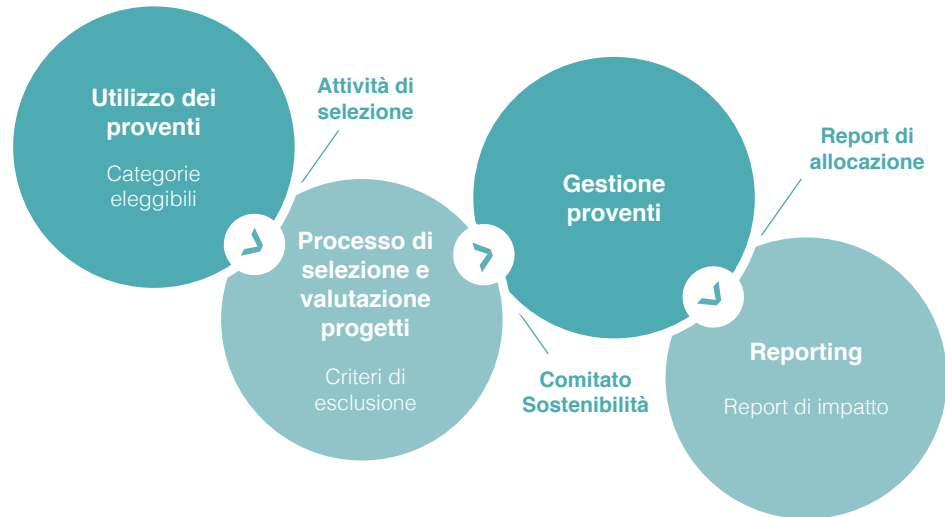 Utilizzo dei
proventi
Categorie
eleggibili
Attività di
selezione
Processo di
selezione e
valutazione
progetti
Criteri di
esclusione
Comitato
Sostenibilità
Gestione
proventi
Report di
allocazione
Reporting
Report di impatto